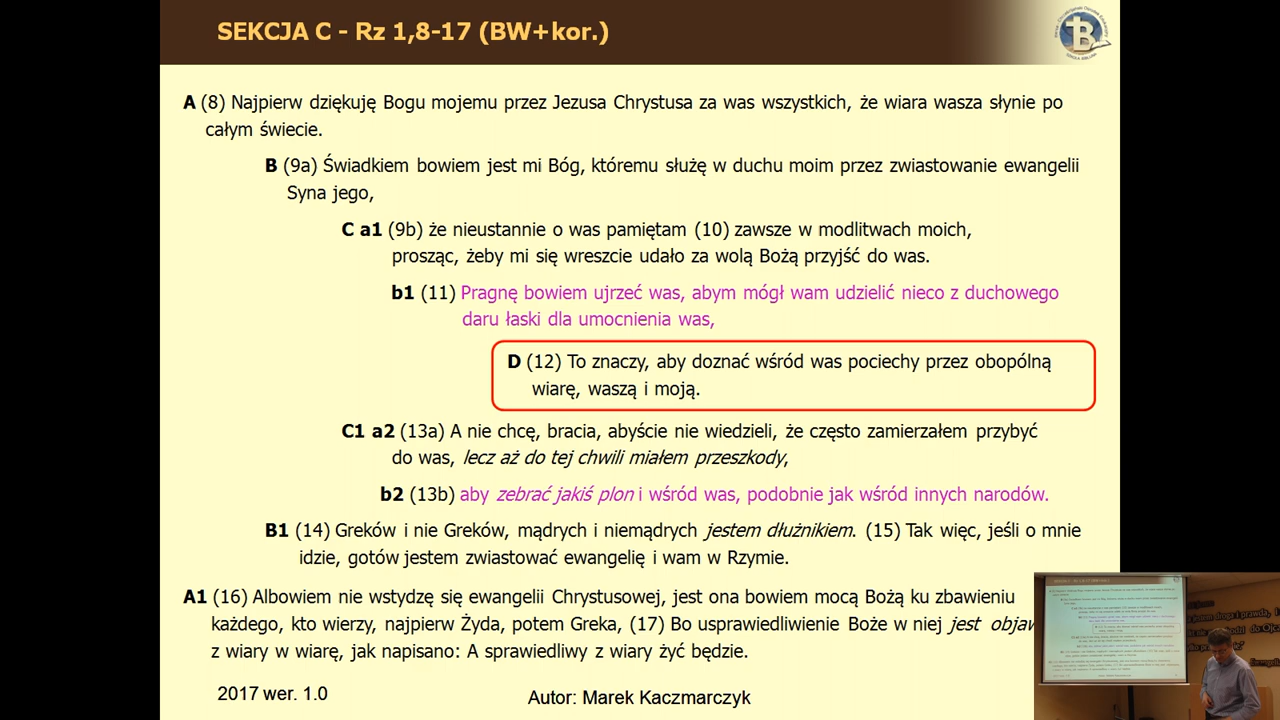 SEKCJA C - Rz 1,8-17 (BW+kor.)
A (8) Najpierw dziękuję Bogu mojemu przez Jezusa Chrystusa za was wszystkich, że wiara wasza słynie po
całym świecie.
B (9a) Świadkiem bowiem jest mi Bóg, któremu służę w duchu moim przez zwiastowanie ewangelii
Syna jego,
C a1 (9b) że nieustannie o was pamiętam (10) zawsze w modlitwach moich,
prosząc, żeby mi się wreszcie udało za wolą Bożą przyjść do was.
b1 (11) Pragnę bowiem ujrzeć was, abym mógł wam udzielić nieco z duchowego
daru łaski dla umocnienia was,
D (12) To znaczy, aby doznać wśród was pociechy przez obopólną
wiarę, waszą i moją.
C1 a2 (13a) A nie chcę, bracia, abyście nie wiedzieli, że często zamierzałem przybyć
do was, lecz aż do tej chwili miałem przeszkody,
b2 (13b) aby zebrać jakiś plon i wśród was, podobnie jak wśród innych narodów.
B1 (14) Greków i nie Greków, mądrych i niemądrych jestem dłużnikiem. (15) Tak więc, jeśli o mnie
idzie, gotów jestem zwiastować ewangelię i wam w Rzymie.
A1 (16) Albowiem nie wstydzę się ewangelii Chrystusowej, jest ona bowiem mocą Bożą ku zbawieniu
każdego, kto wierzy, najpierw Żyda, potem Greka, (17) Bo usprawiedliwienie Boże w niej jest
z wiary w wiarę, jak napisano: A sprawiedliwy z wiary żyć będzie.
2017 wer. 1.0
Autor: Marek Kaczmarczyk